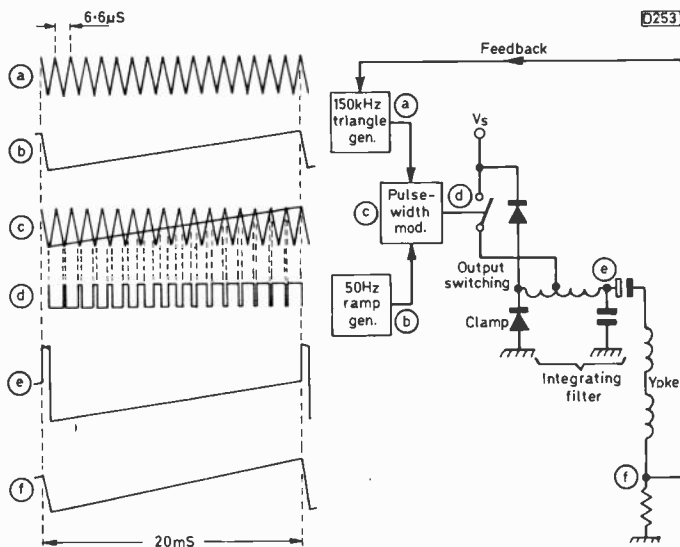 6·6µS
D253
Feedback
a
150kHz
triangle
gen.
a
Vs
b
d
c
Pulse-
width
mod.
c
e
Output
switching
d
50Hz
ramp
gen.
b
Clamp
Integrating
filter
Yoke
e
f
f
20mS